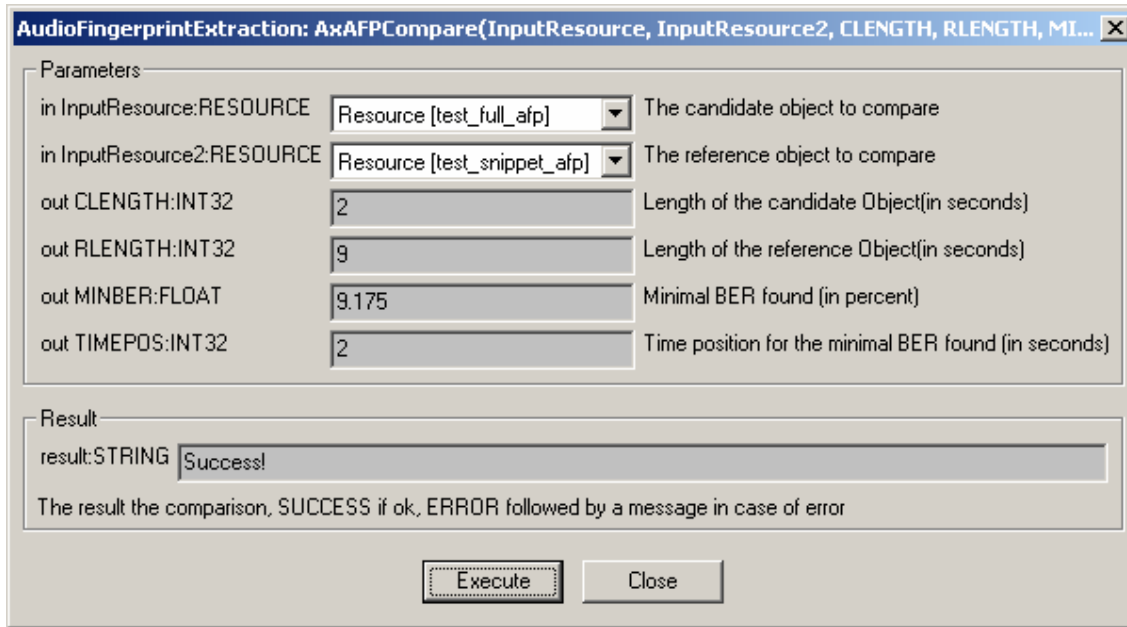 AudioFingerprintExtraction: AxAFPCompare(InputResource, InputResource2, CLENGTH, RLENGTH, MI...
Parameters
in InputResource:RESOURCE Resource [test_full_afp] The candidate object to compare
in InputResource2:RESOURCE Resource [test_snippet_afp] The reference object to compare
out CLENGTH:INT32 2 Length of the candidate Object(in seconds)
out RLENGTH:INT32 9 Length of the reference Object(in seconds)
out MINBER:FLOAT 9.175 Minimal BER found (in percent)
out TIMEPOS:INT32 2 Time position for the minimal BER found (in seconds)
Result
result:STRING Success!
The result the comparison, SUCCESS if ok, ERROR followed by a message in case of error
Execute Close